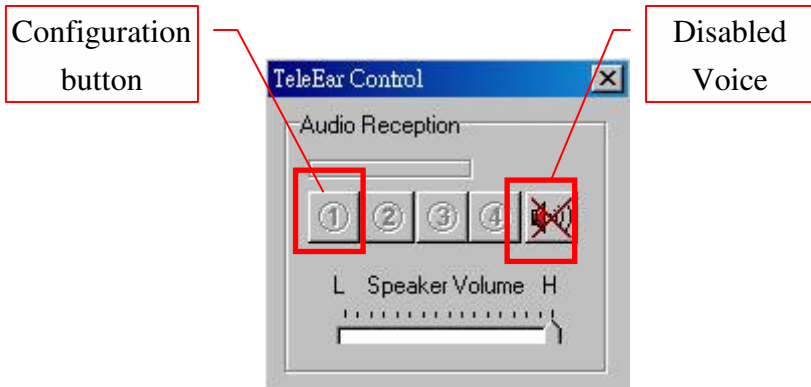 Configuration
button
Disabled
Voice
TeleEar Control
Audio Reception
① ② ③ ④
L Speaker Volume H